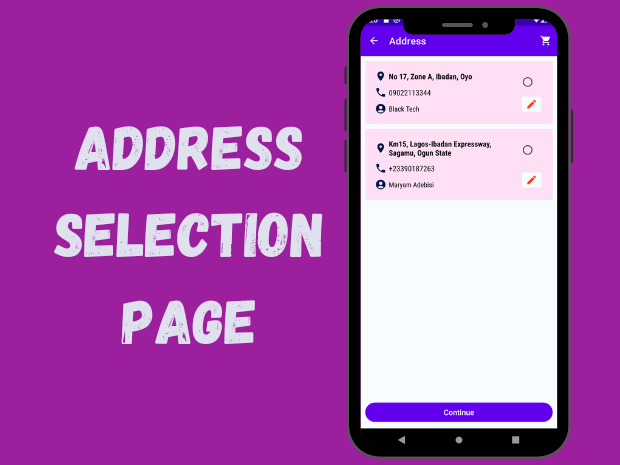 ADDRESS
SELECTION
PAGE
Address
No 17, Zone A, Ibadan, Oyo
09022113344
Black Tech
Km15, Lagos-Ibadan Expressway,
Sagamu, Ogun State
+23390187263
Maryam Adebisi
Continue